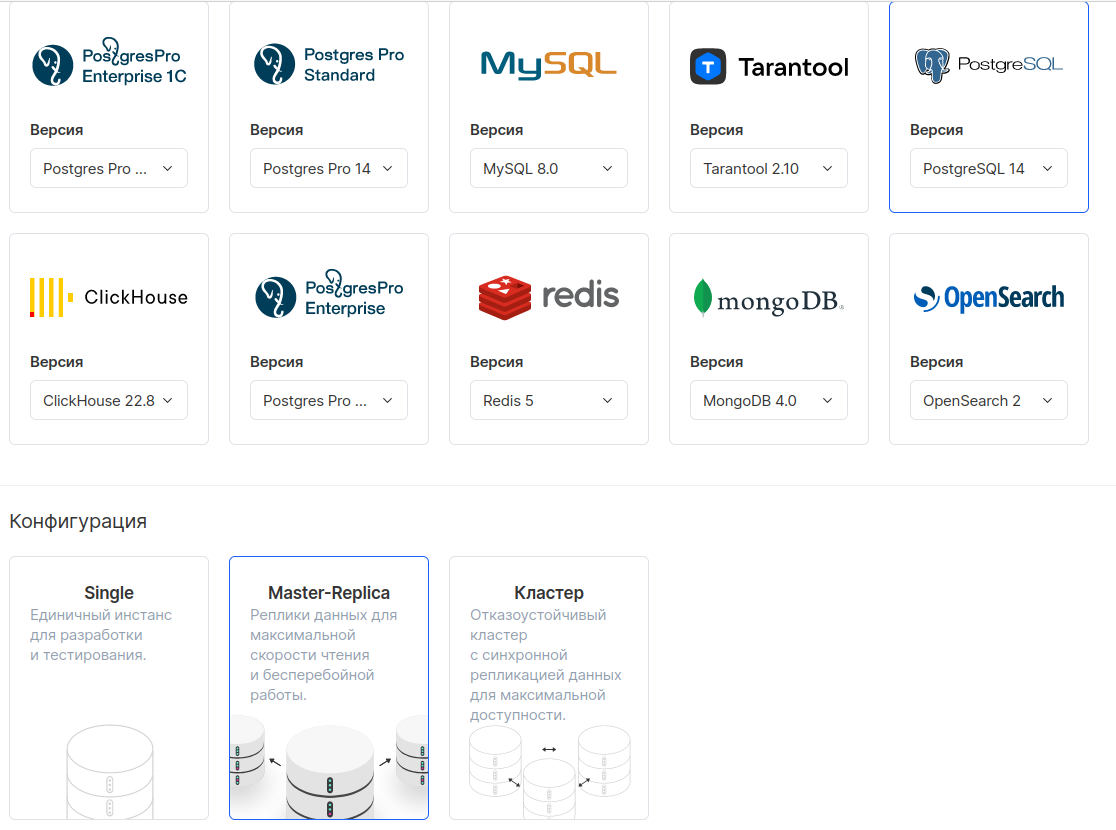 PostgresPro
Enterprise 1C
Postgres Pro
Standard
MySQL
Tarantool
PostgreSQL
Версия
Версия
Версия
Версия
Версия
Postgres Pro ...
Postgres Pro 14
MySQL 8.0
Tarantool 2.10
PostgreSQL 14
ClickHouse
PostgresPro
Enterprise
redis
mongoDB®
OpenSearch
Версия
Версия
Версия
Версия
Версия
ClickHouse 22.8
Postgres Pro ...
Redis 5
MongoDB 4.0
OpenSearch 2
Конфигурация
Single
Единичный инстанс
для разработки
и тестирования.
Master-Replica
Реплики данных для
максимальной
скорости чтения
и бесперебойной
работы.
Кластер
Отказоустойчивый
кластер
с синхронной
репликацией данных
для максимальной
доступности.